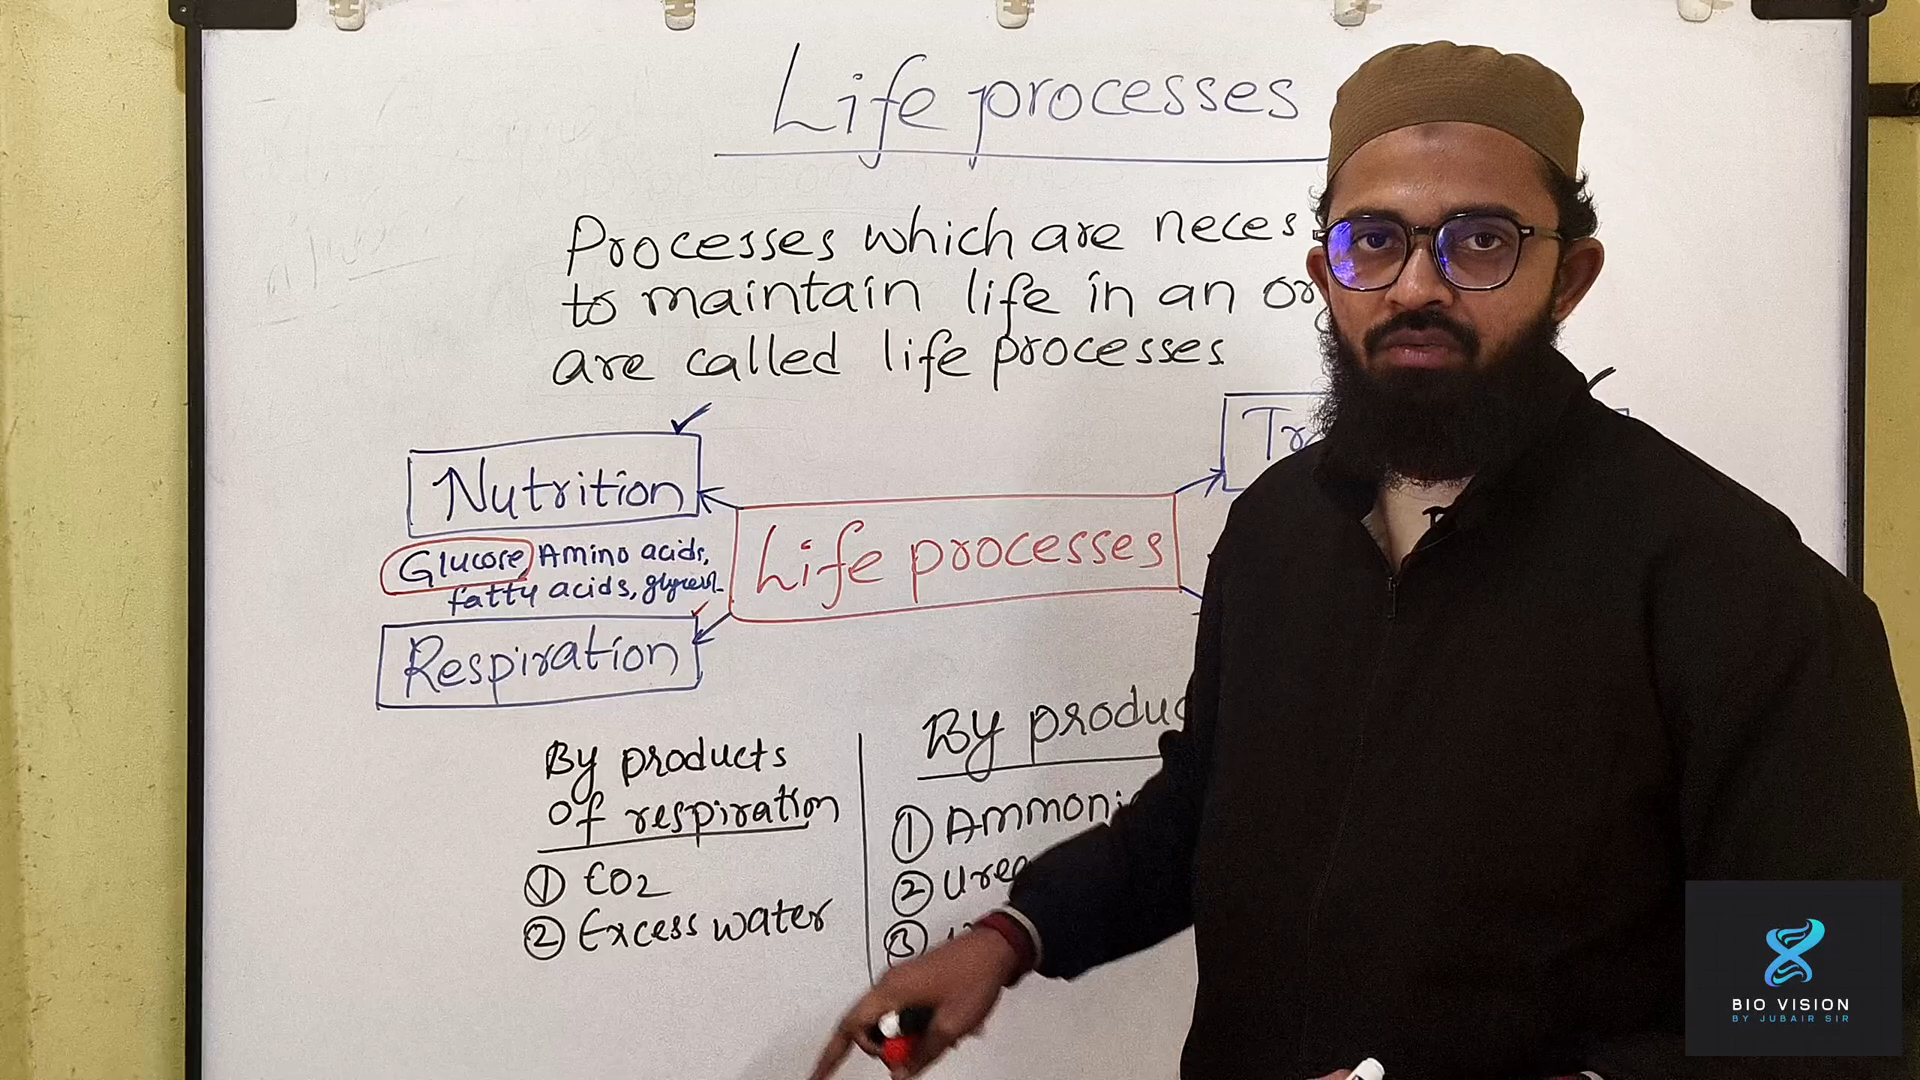 Life processes
Processes which are neces
to maintain life in an or
are called life processes
Nutrition
Tra
Glucose, Amino acids,
fatty acids, glycerol
Life processes
Respiration
By products
of respiration
① CO2
② Excess water
By produc
① Ammoni
② Urea
③
BIO VISION
BY JUBAIR SIR